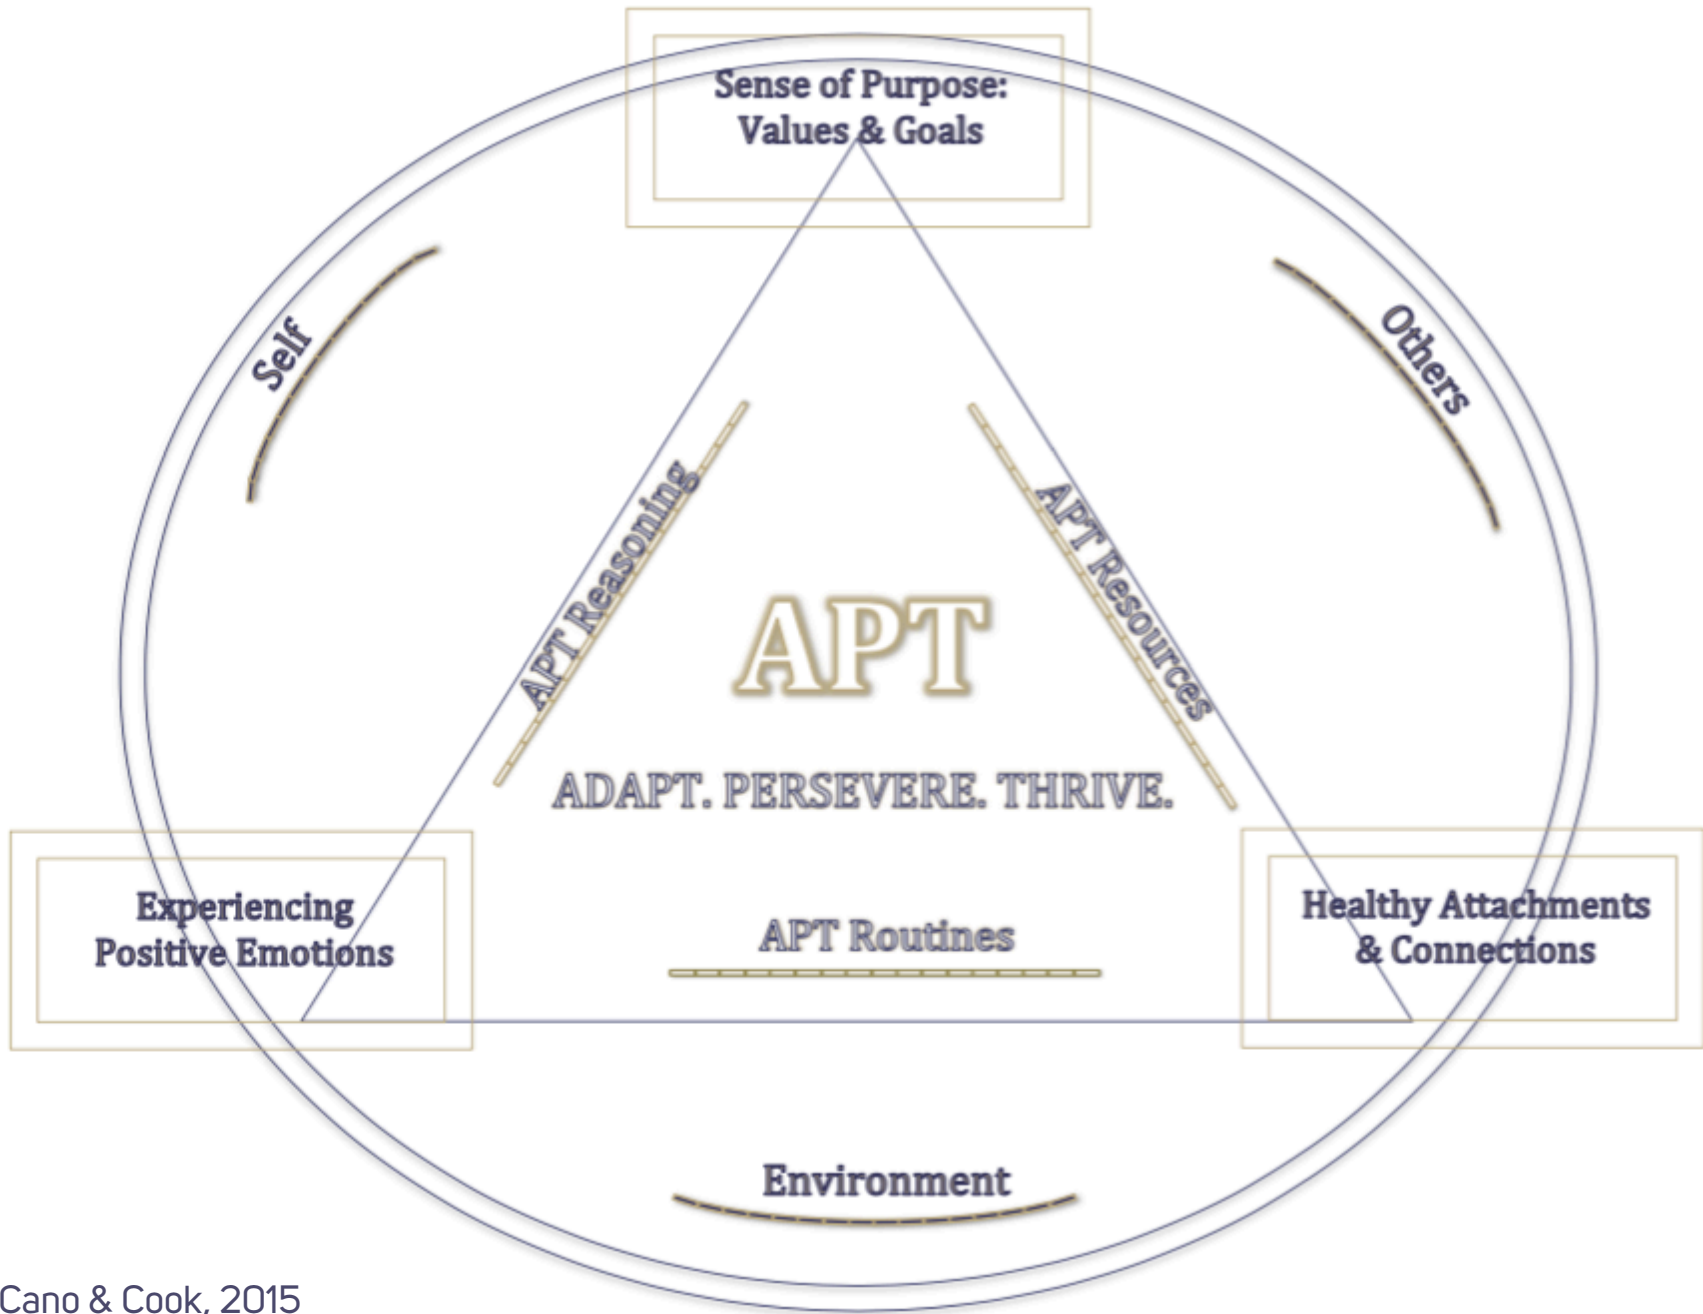 Sense of Purpose:
Values & Goals
Self
Others
APT Reasoning
APT Resources
APT
ADAPT. PERSEVERE. THRIVE.
Experiencing
Positive Emotions
APT Routines
Healthy Attachments
& Connections
Environment
Cano & Cook, 2015